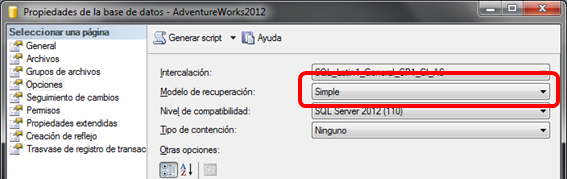 Propiedades de la base de datos - AdventureWorks2012
Seleccionar una página
General
Archivos
Grupos de archivos
Opciones
Seguimiento de cambios
Permisos
Propiedades extendidas
Creación de reflejo
Trasvase de registro de transac
Generar script
Ayuda
Intercalación: SQL_Latin1_General_CP1_CI_AS
Modelo de recuperación: Simple
Nivel de compatibilidad: SQL Server 2012 (110)
Tipo de contención: Ninguno
Otras opciones: